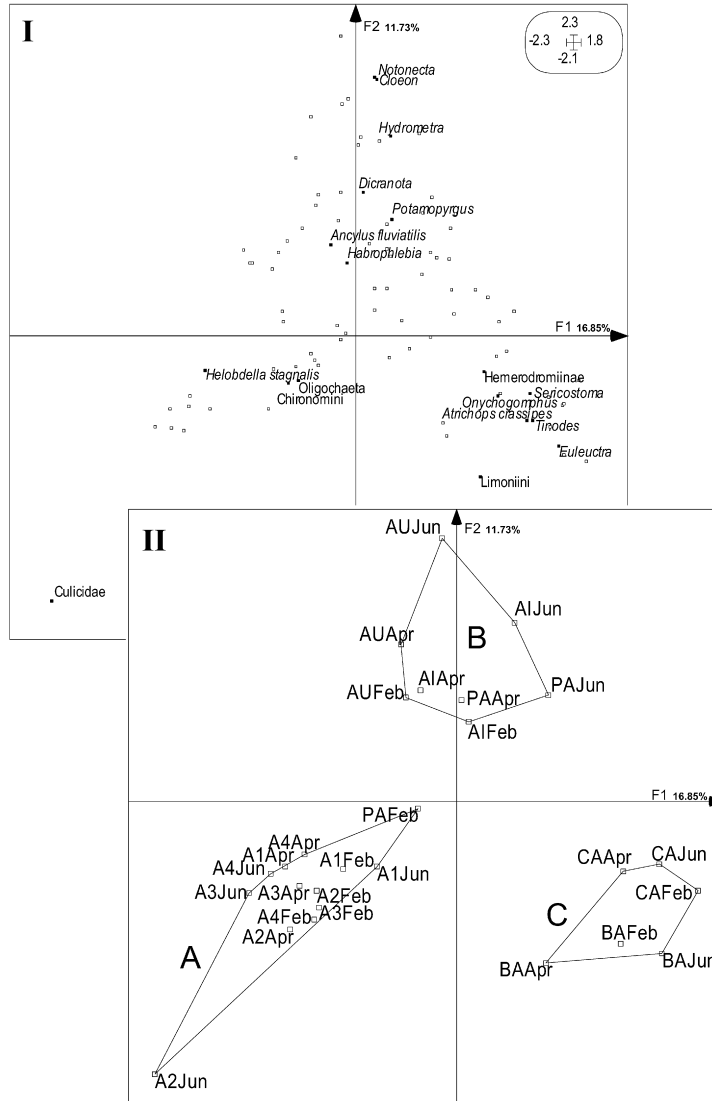 I
F2 11.73%
2.3
-2.3 1.8
-2.1
Notonecta
Cloeon
Hydrometra
Dicranota
Potamopyrgus
Ancylus fluviatilis
Habrophlebia
F1 16.85%
Helobdella stagnalis
Oligochaeta
Chironomini
Hemerodromiinae
Sericostoma
Onychogomphus
Atrichops classipes
Tinodes
Euleuctra
Limoniini
Culicidae
II
F2 11.73%
AUJun
AIJun
AUApr
B
AIApr
PAJun
AUFeb
PAApr
AIFeb
F1 16.85%
PAFeb
A4Apr
A1Apr
A1Feb
A4Jun
A1Jun
A3Jun
A3Apr
A2Feb
A4Feb
A3Feb
A2Apr
A
A2Jun
CAJun
CAApr
CAFeb
C
BAFeb
BAApr
BAJun